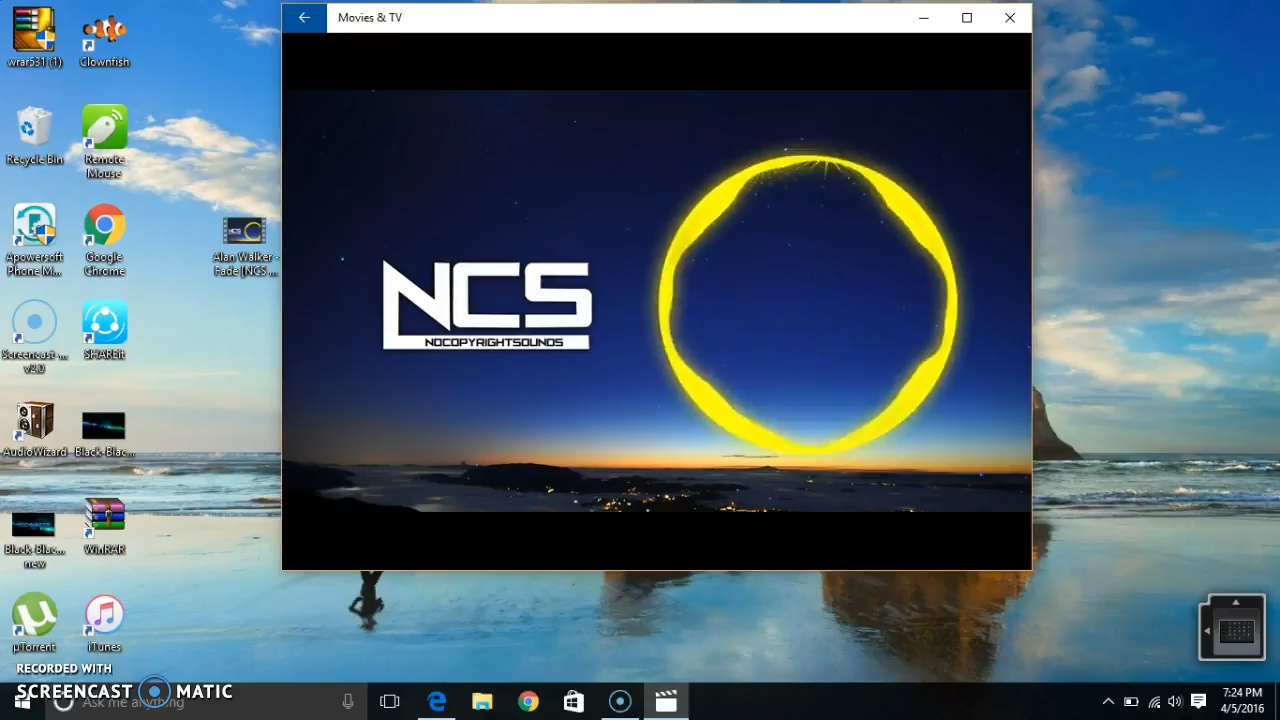 Movies & TV
wrar531 (1)
Clownfish
Recycle Bin
Remote
Mouse
Apowersoft
Phone M...
Google
Chrome
NCS
Alan Walker -
Fade [NCS ...
NCS
NOCOPYRIGHTSOUNDS
Screencast-...
v2.0
SHAREit
AudioWizard
Black-Blac...
Black-Blac...
new
WinRAR
µTorrent
iTunes
RECORDED WITH
SCREENCAST MATIC
Ask me anything
7:24 PM
4/5/2016